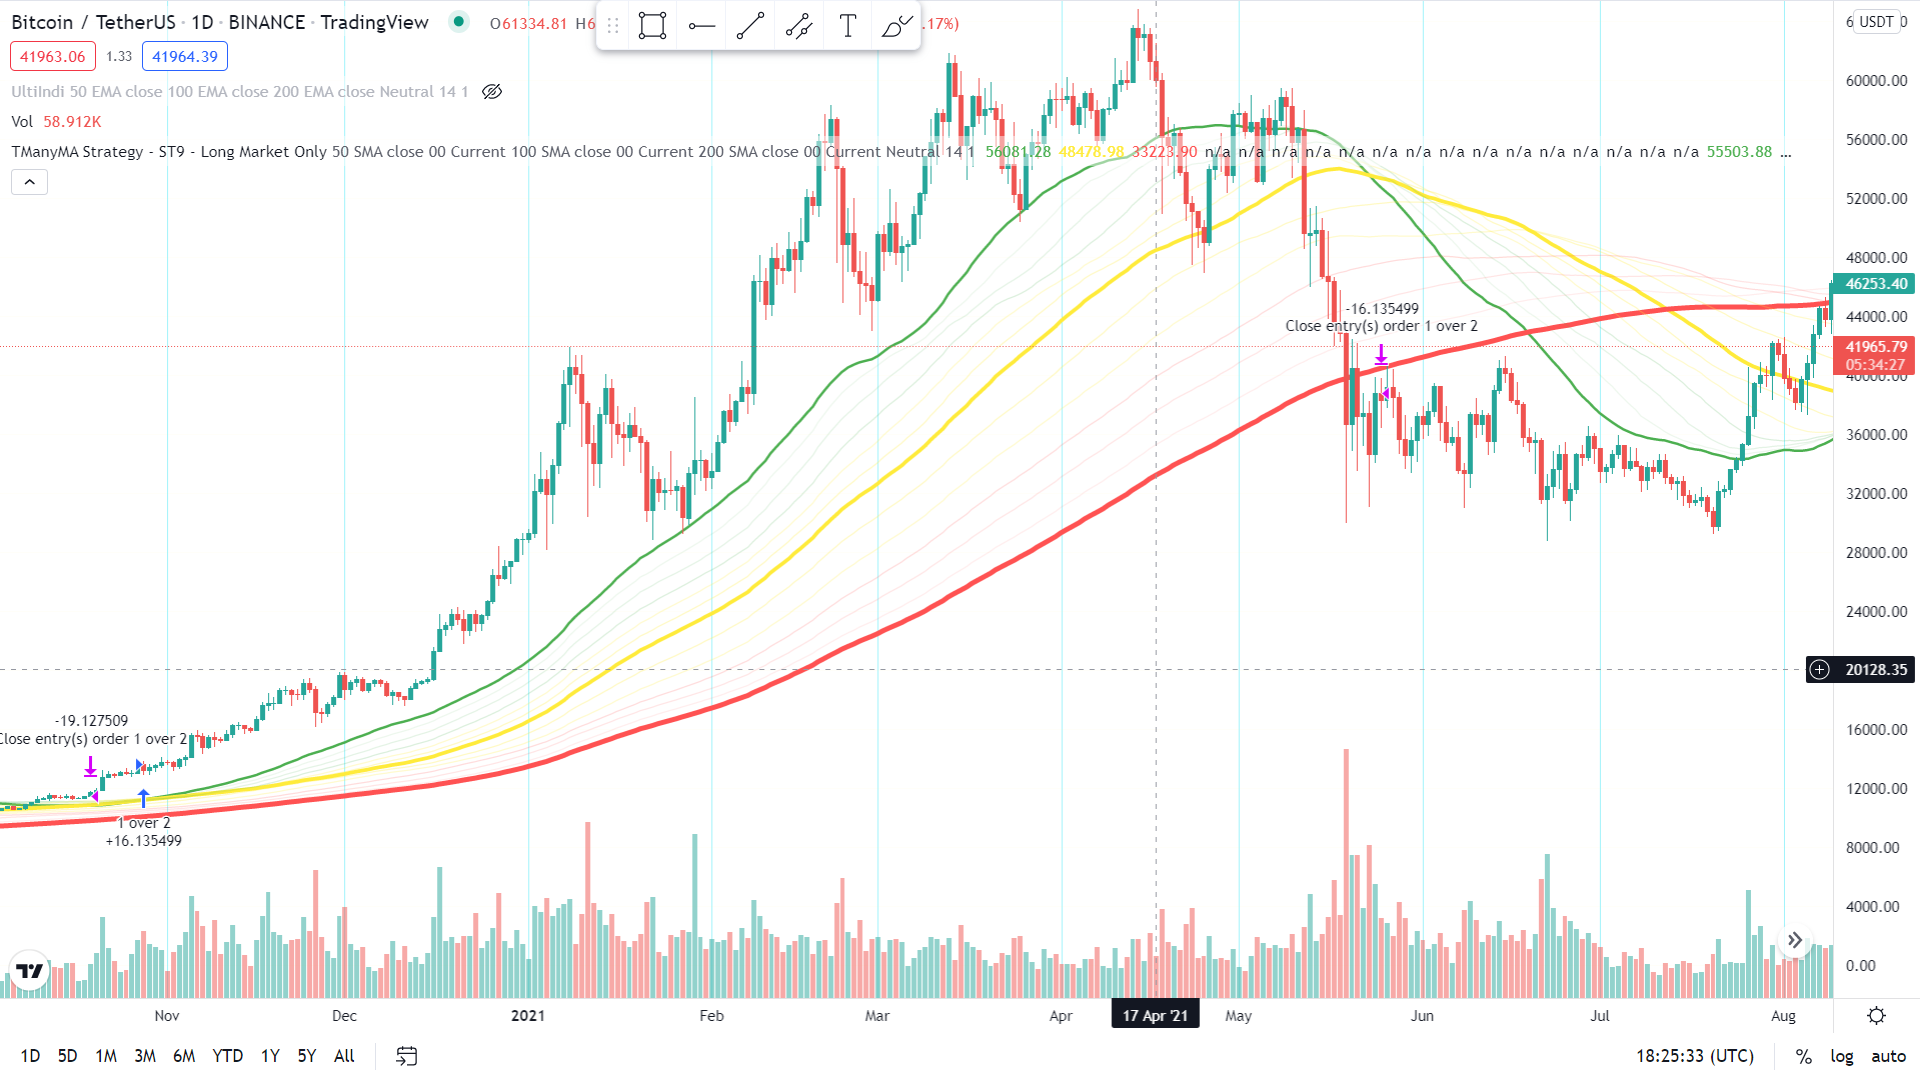 Bitcoin / TetherUS · 1D · BINANCE · TradingView O61334.81 H6 .17%)
41963.06 1.33 41964.39
UltiIndi 50 EMA close 100 EMA close 200 EMA close Neutral 14 1
Vol 58.912K
TManyMA Strategy - ST9 - Long Market Only 50 SMA close 00 Current 100 SMA close 00 Current 200 SMA close 00 Current Neutral 14 1 56081.28 48478.98 33223.90 n/a n/a n/a n/a n/a n/a n/a n/a n/a n/a n/a n/a n/a n/a n/a 55503.88 ...
USDT
60000.00
56000.00
52000.00
48000.00
46253.40
44000.00
41965.79
05:34:27
40000.00
36000.00
32000.00
28000.00
24000.00
20128.35
16000.00
12000.00
8000.00
4000.00
0.00
-16.135499
Close entry(s) order 1 over 2
-19.127509
Close entry(s) order 1 over 2
1 over 2
+16.135499
Nov Dec 2021 Feb Mar Apr 17 Apr '21 May Jun Jul Aug
1D 5D 1M 3M 6M YTD 1Y 5Y All 18:25:33 (UTC) % log auto